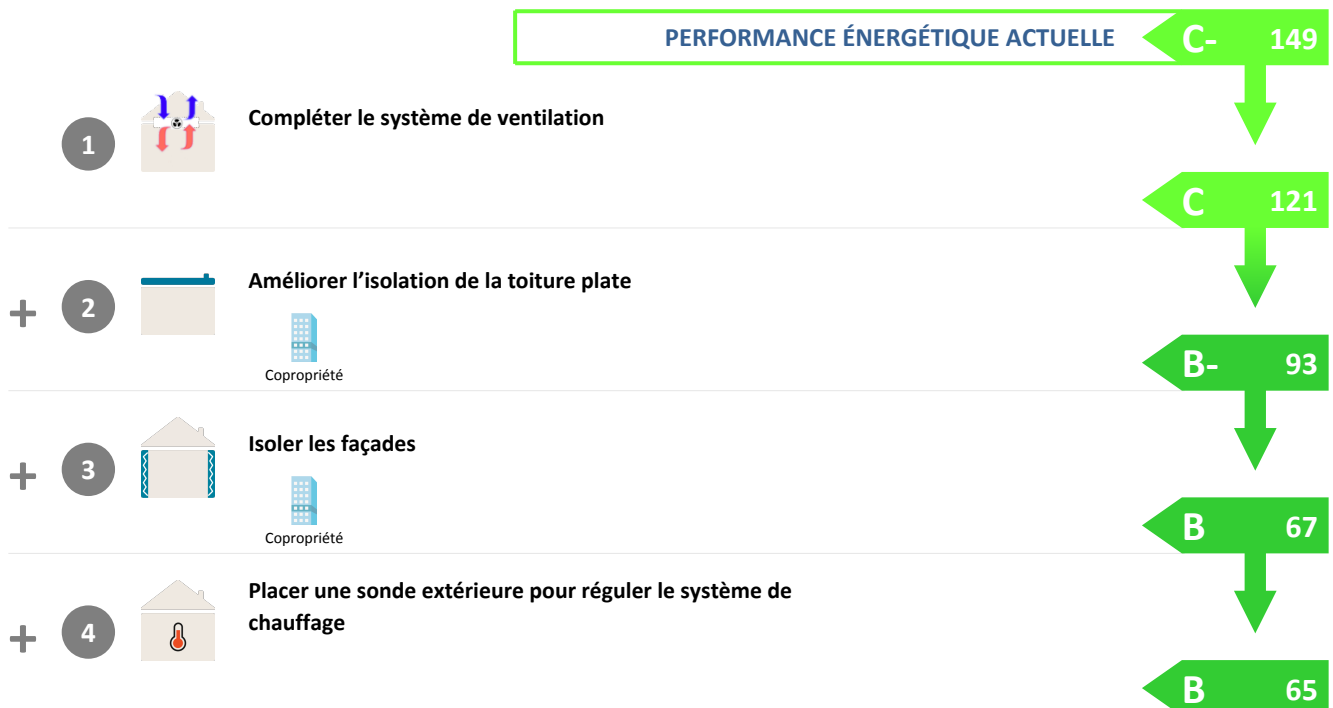 PERFORMANCE ÉNERGÉTIQUE ACTUELLE C- 149
1 Compléter le système de ventilation
C 121
+ 2 Améliorer l'isolation de la toiture plate
Copropriété
B- 93
+ 3 Isoler les façades
Copropriété
B 67
+ 4 Placer une sonde extérieure pour réguler le système de
chauffage
B 65